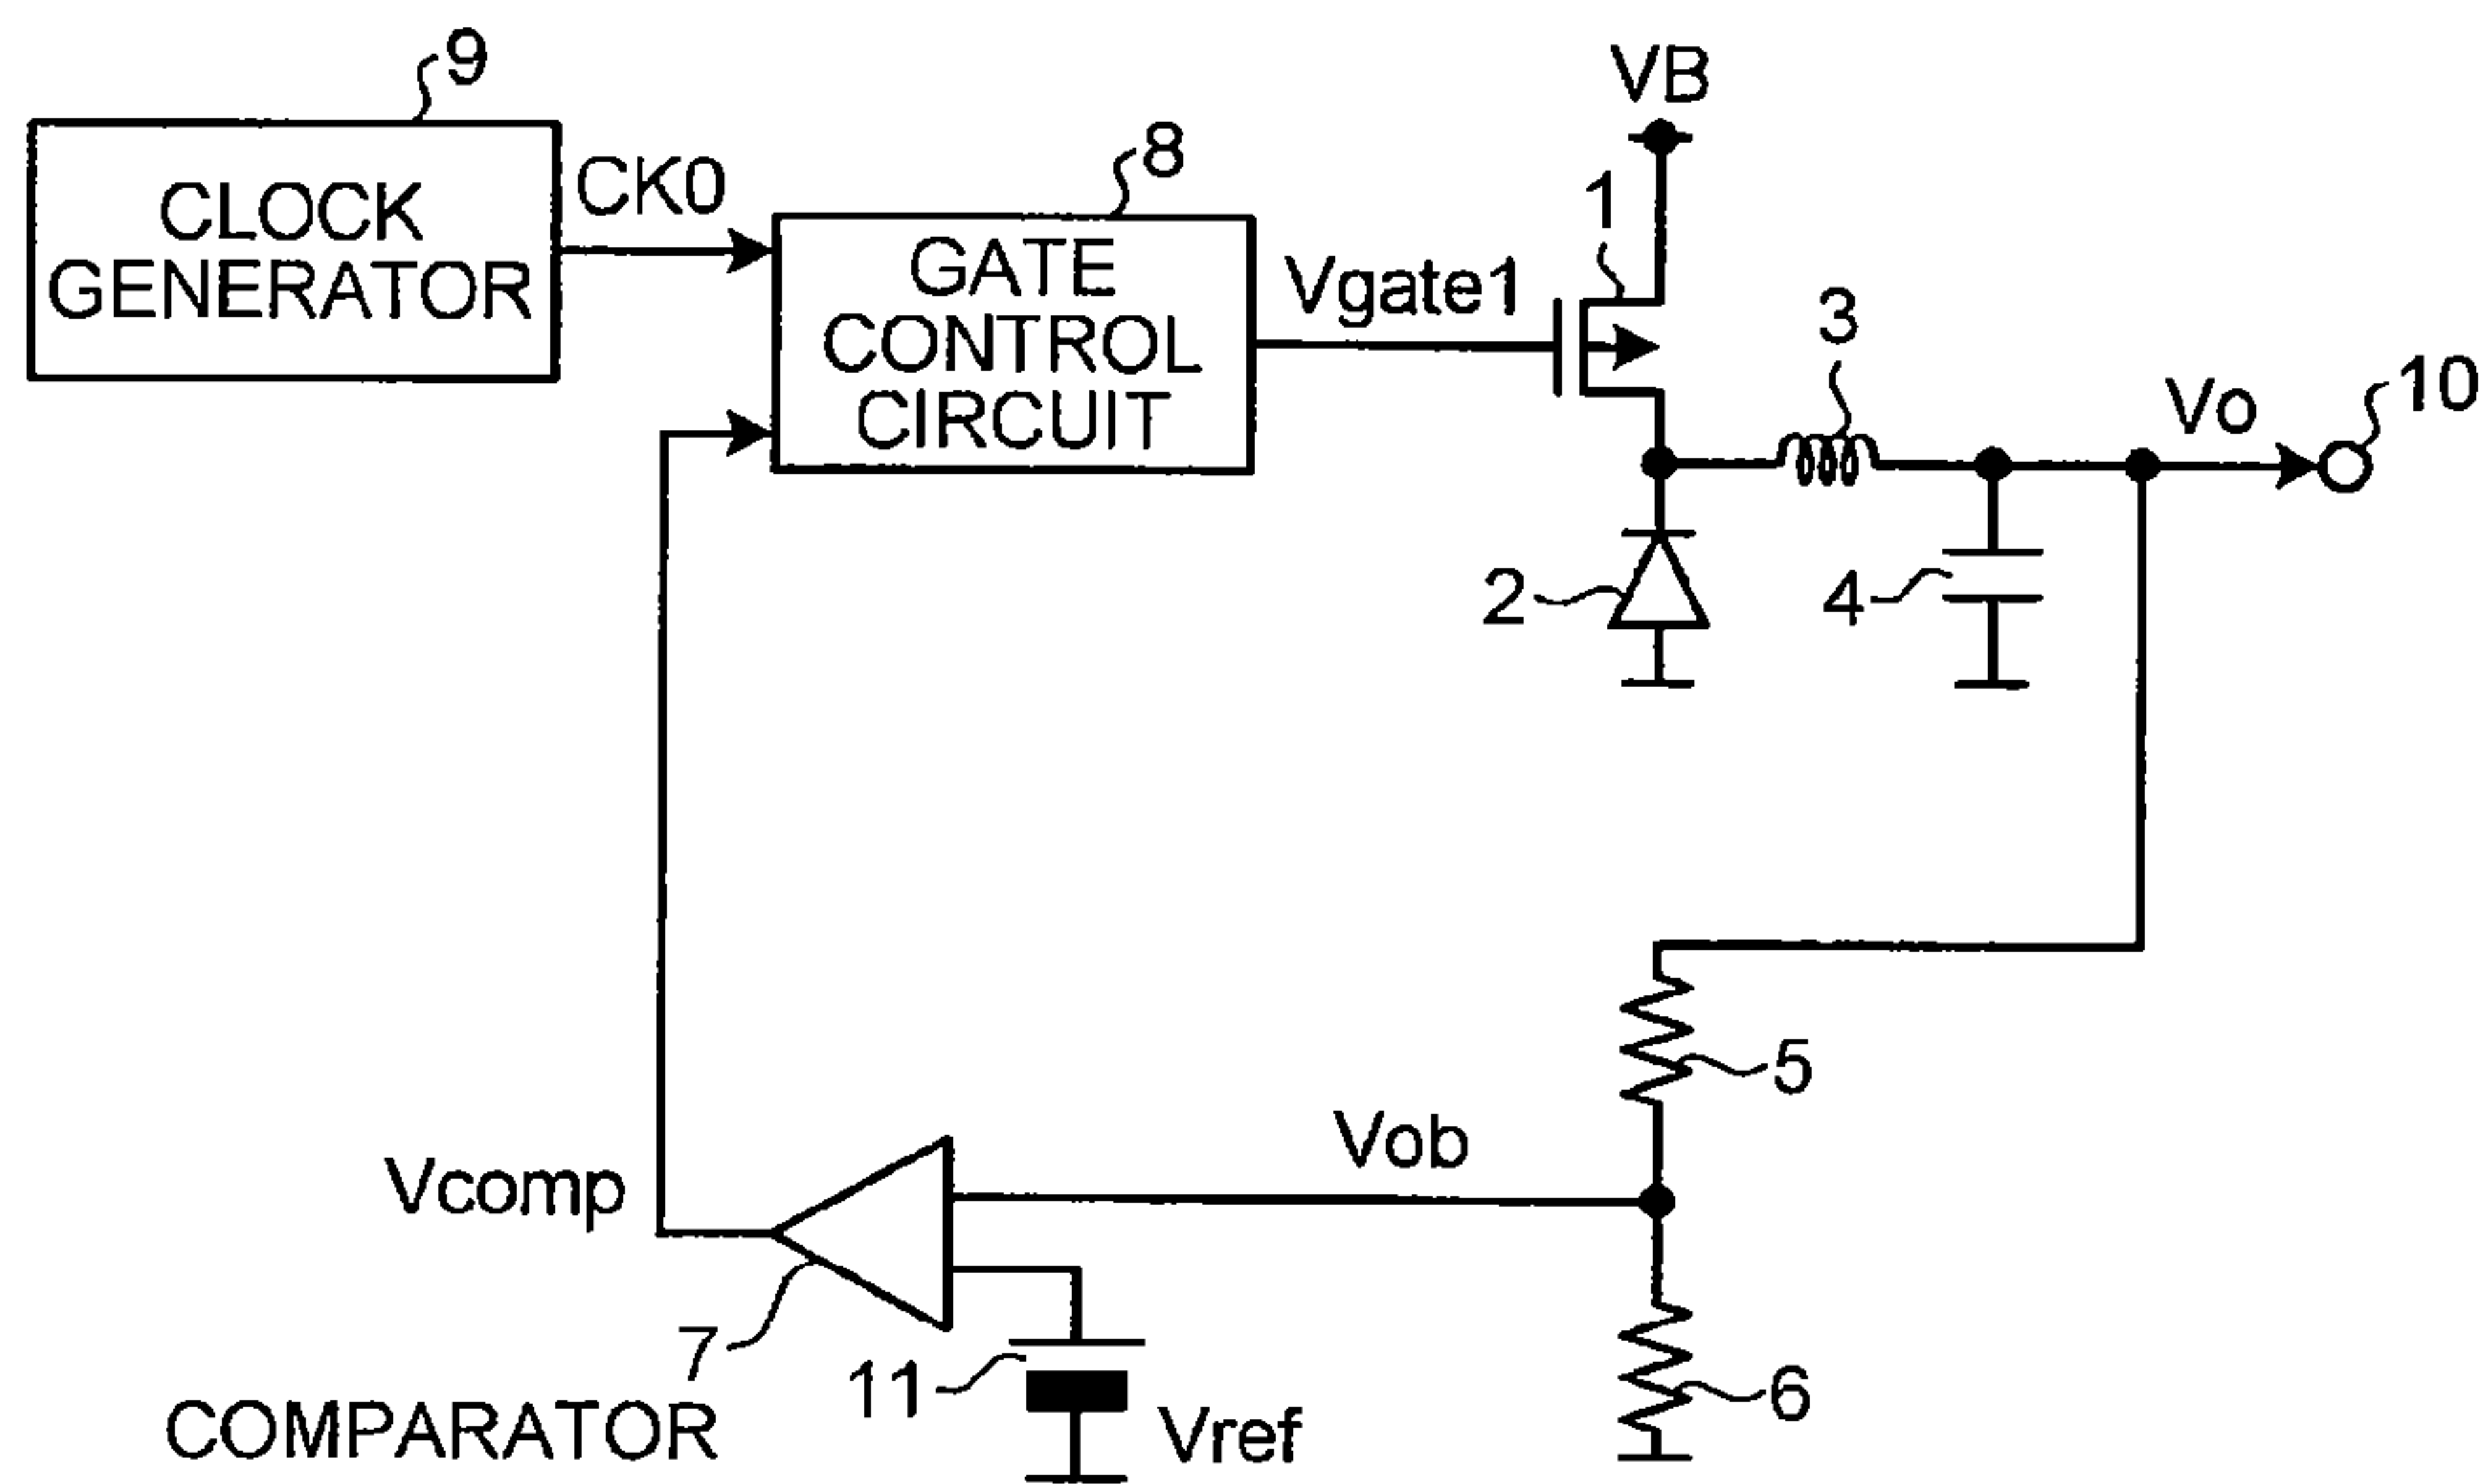 9
VB
CLOCK
GENERATOR
CK0
8
1
GATE
CONTROL
CIRCUIT
Vgate1
3
Vo
10
2
4
5
Vob
Vcomp
7
COMPARATOR
11
Vref
6